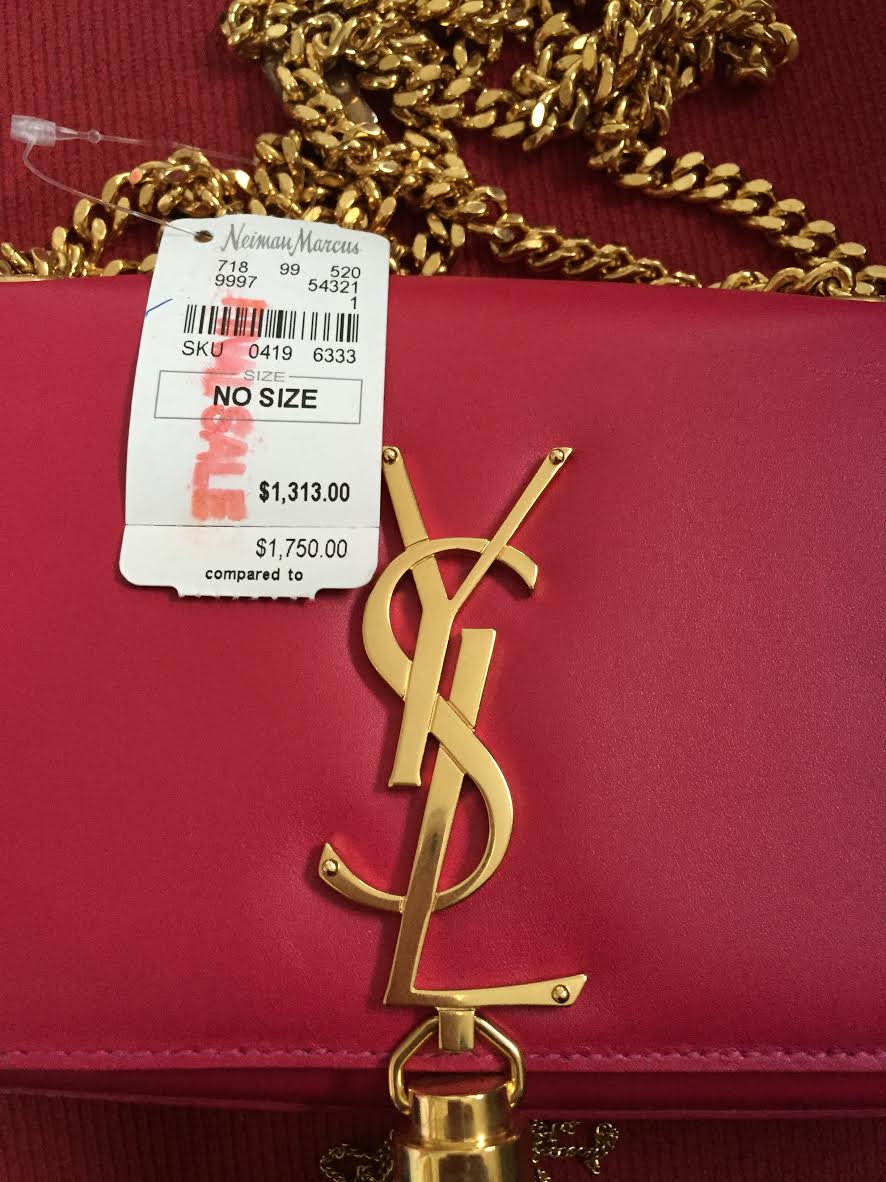 Neiman Marcus
718 99 520
9997 54321
1
SKU 0419 6333
SIZE
NO SIZE
$1,313.00
$1,750.00
compared to
SALE
YSL